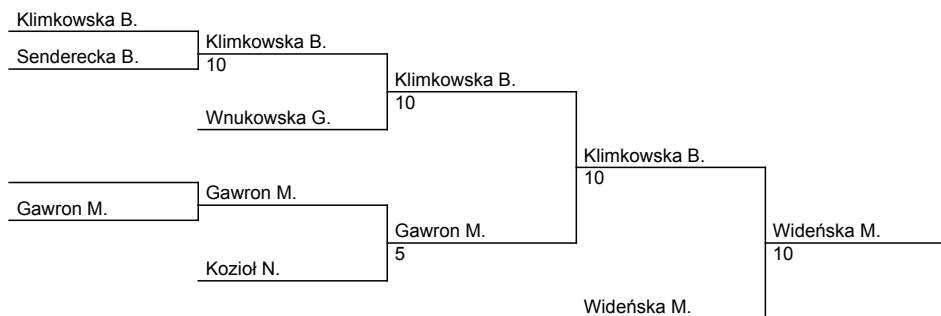 Klimkowska B.
Senderecka B.
Klimkowska B.
10
Klimkowska B.
10
Wnukowska G.
Klimkowska B.
10
Gawron M.
Gawron M.
Gawron M.
5
Kozioł N.
Wideńska M.
10
Wideńska M.